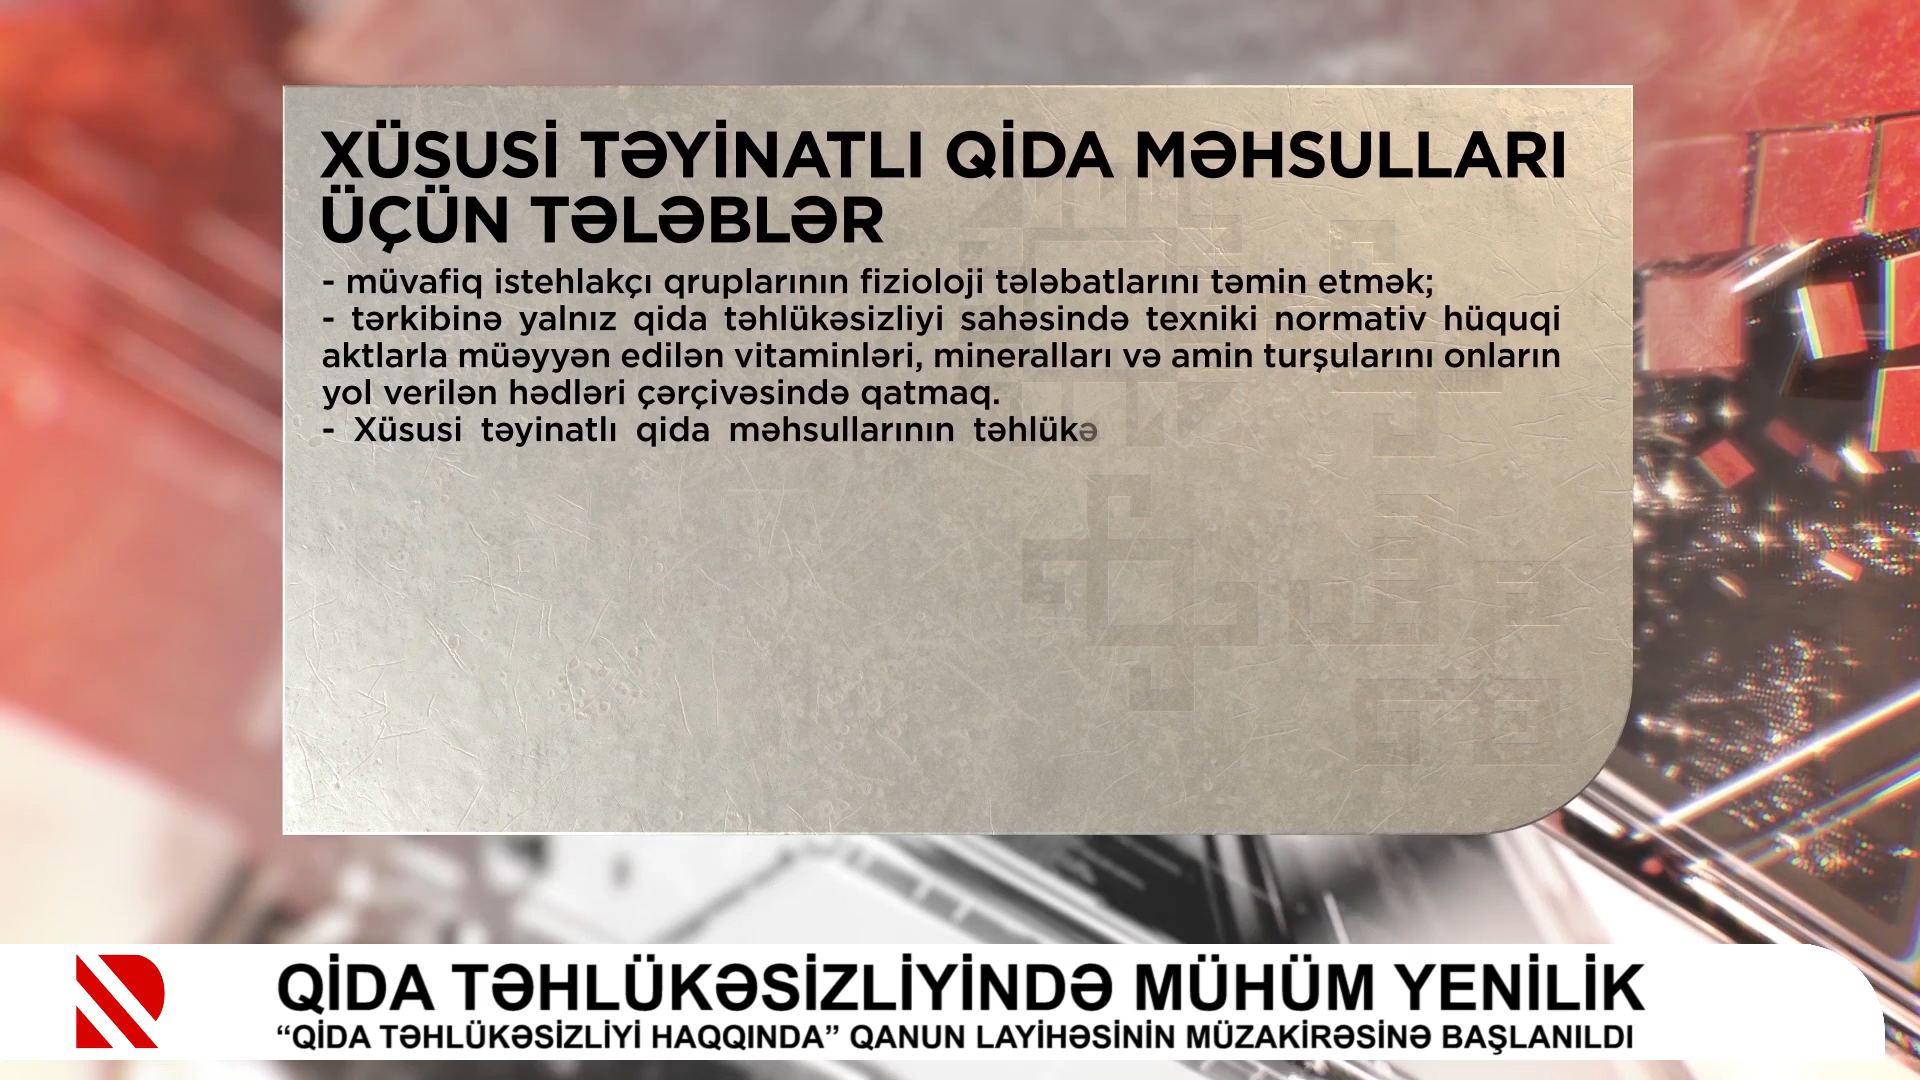 XÜSUSİ TƏYİNATLI QİDA MƏHSULLARI
ÜÇÜN TƏLƏBLƏR
- müvafiq istehlakçı qruplarının fizioloji tələbatlarını təmin etmək;
- tərkibinə yalnız qida təhlükəsizliyi sahəsində texniki normativ hüquqi
aktlarla müəyyən edilən vitaminləri, mineralları və amin turşularını onların
yol verilən hədləri çərçivəsində qatmaq.
- Xüsusi təyinatlı qida məhsullarının təhlükə
QİDA TƏHLÜKƏSİZLİYİNDƏ MÜHÜM YENİLİK
“QİDA TƏHLÜKƏSİZLİYİ HAQQINDA” QANUN LAYİHƏSİNİN MÜZAKİRƏSİNƏ BAŞLANILDI